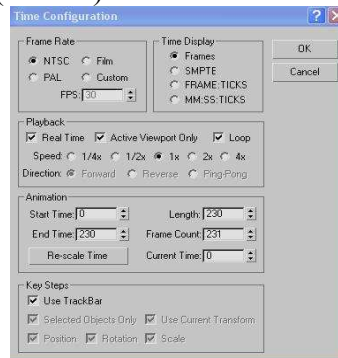 Time Configuration
Frame Rate
NTSC Film
PAL Custom
FPS: 30
Time Display
Frames
SMPTE
FRAME:TICKS
MM:SS:TICKS
OK
Cancel
Playback
Real Time Active Viewport Only Loop
Speed: 1/4x 1/2x 1x 2x 4x
Direction: Forward Reverse Ping-Pong
Animation
Start Time: 0 Length: 230
End Time: 230 Frame Count: 231
Re-scale Time Current Time: 0
Key Steps
Use TrackBar
Selected Objects Only Use Current Transform
Position Rotation Scale